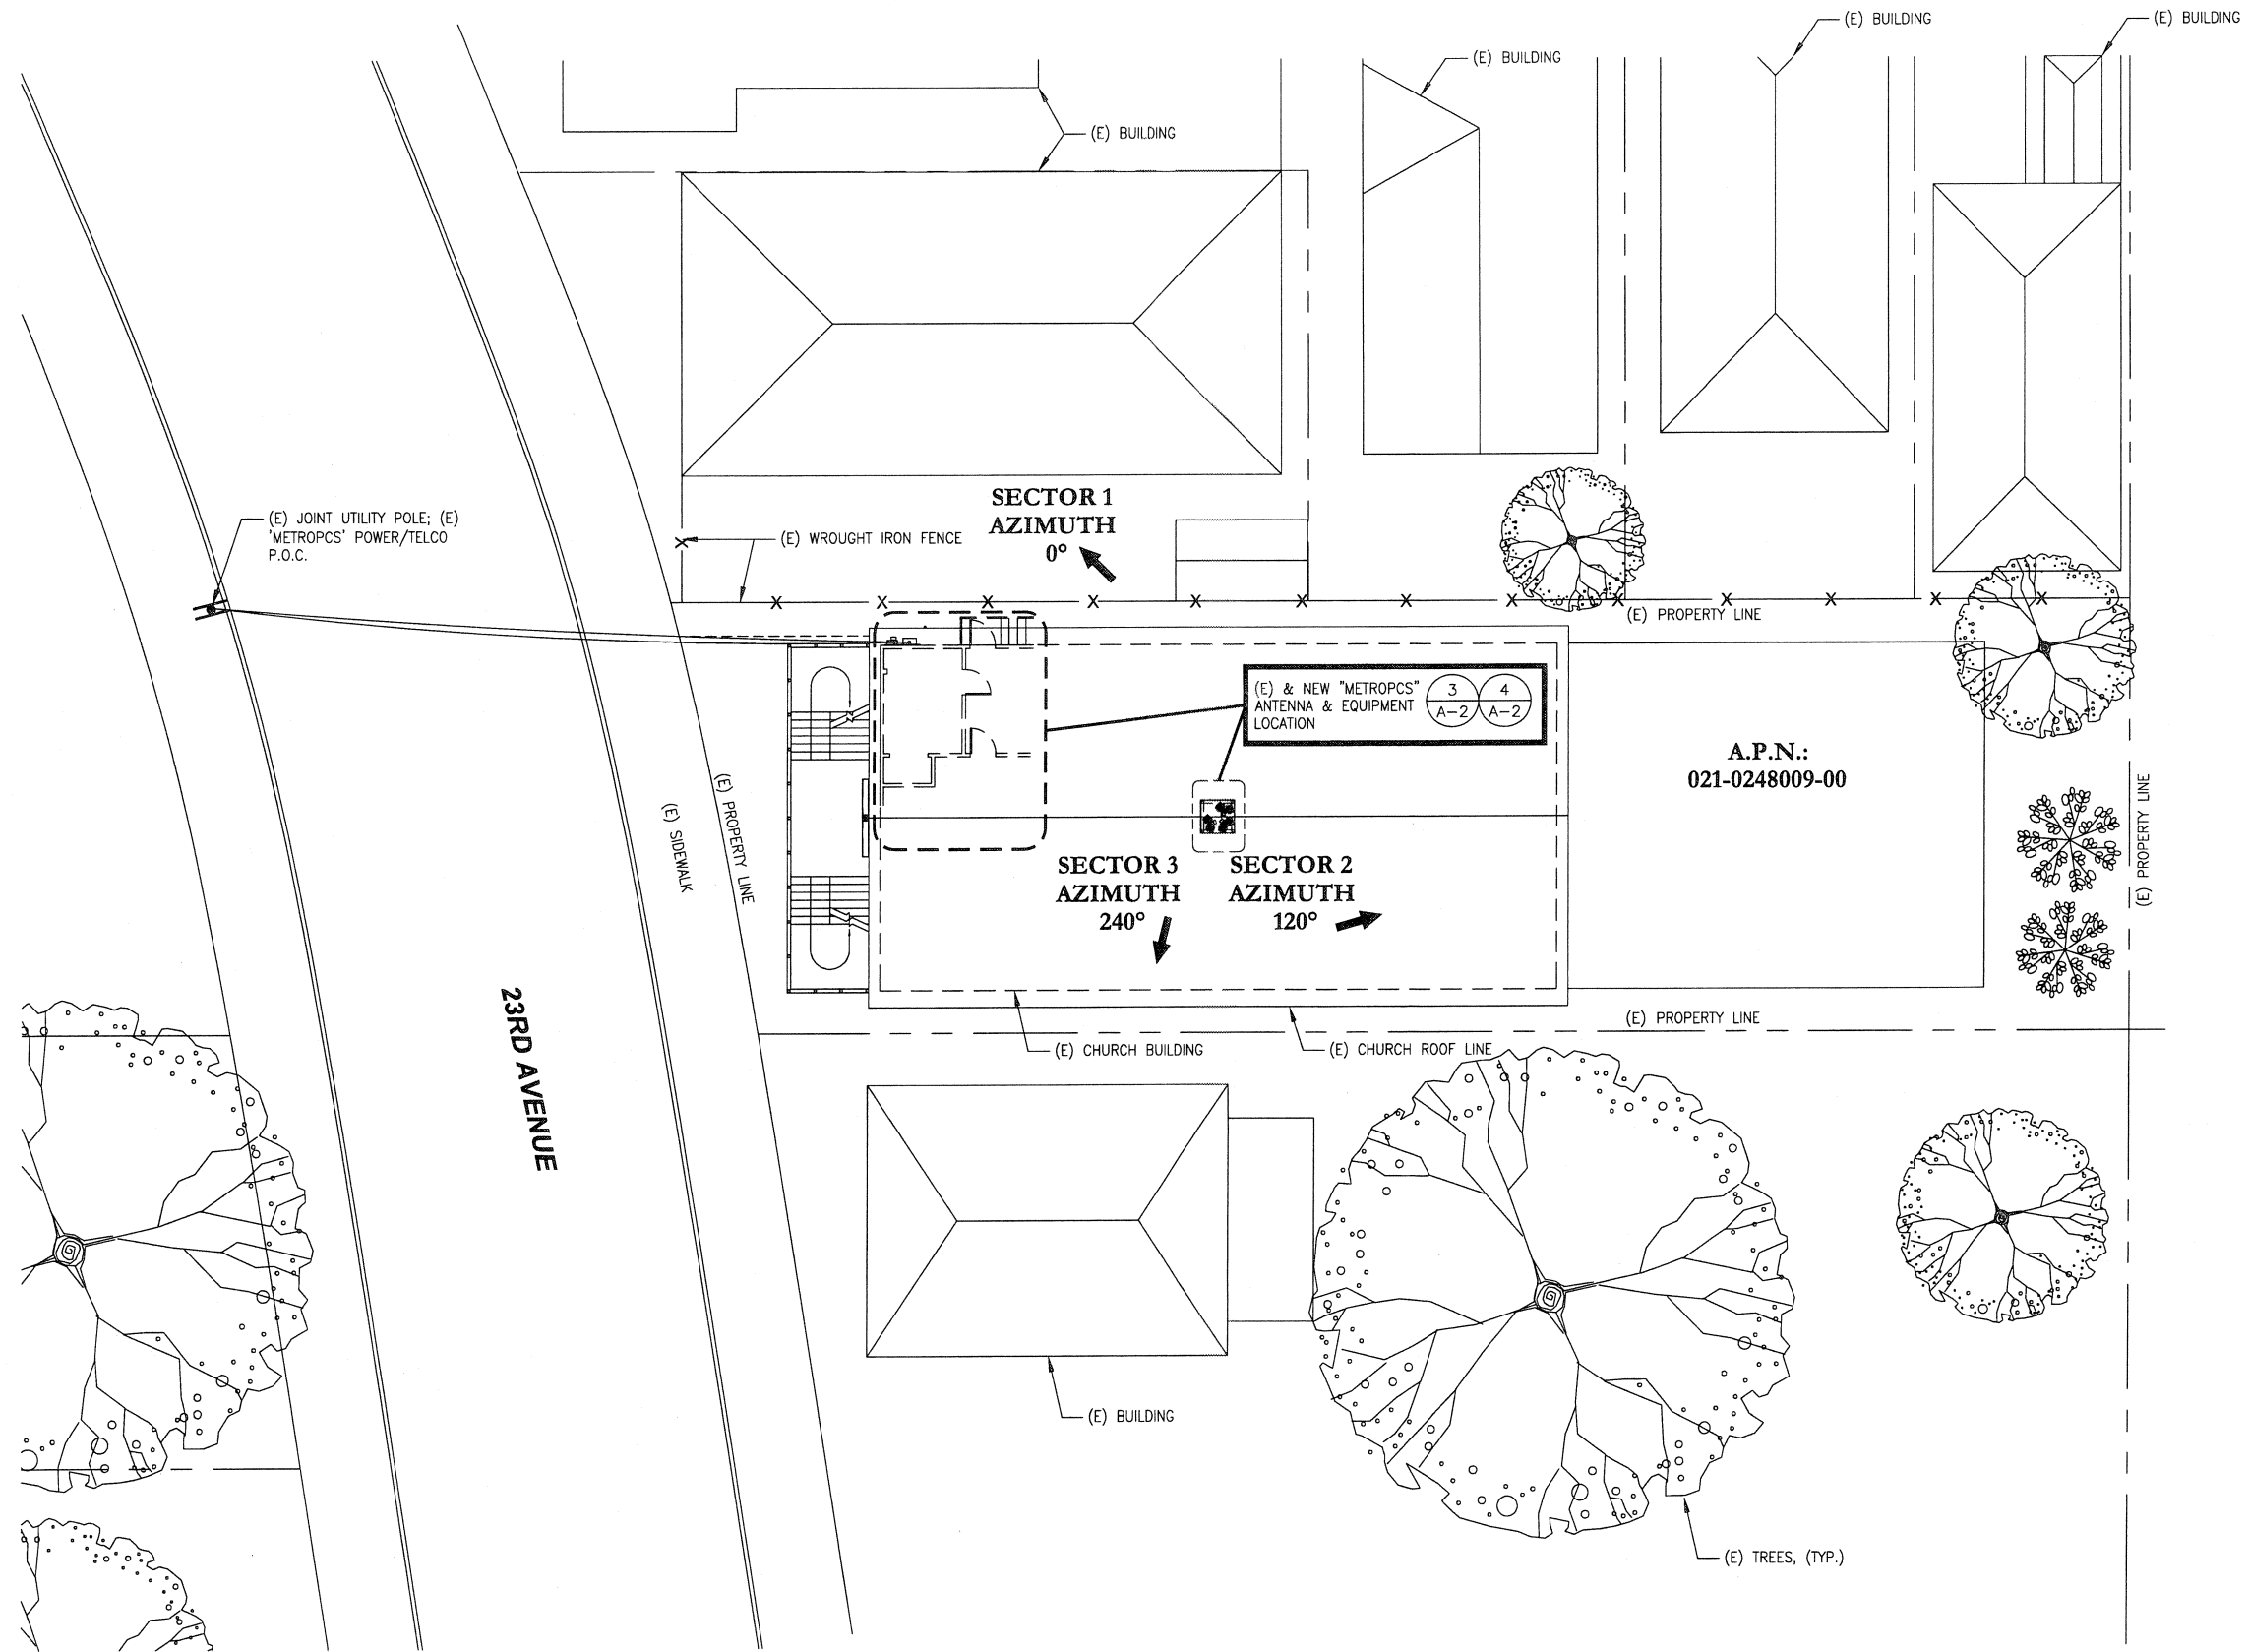 (E) BUILDING
(E) BUILDING
(E) BUILDING
(E) BUILDING
SECTOR 1
AZIMUTH
0°
(E) JOINT UTILITY POLE; (E)
'METROPCS' POWER/TELCO
P.O.C.
(E) WROUGHT IRON FENCE
X X X X X X X X X X X X X X
(E) PROPERTY LINE
(E) & NEW "METROPCS"
ANTENNA & EQUIPMENT
LOCATION
3
A-2
4
A-2
A.P.N.:
021-0248009-00
(E) PROPERTY LINE
(E) SIDEWALK
(E) PROPERTY LINE
SECTOR 3
AZIMUTH
240°
SECTOR 2
AZIMUTH
120°
23RD AVENUE
(E) PROPERTY LINE
(E) CHURCH BUILDING
(E) CHURCH ROOF LINE
(E) BUILDING
(E) TREES, (TYP.)